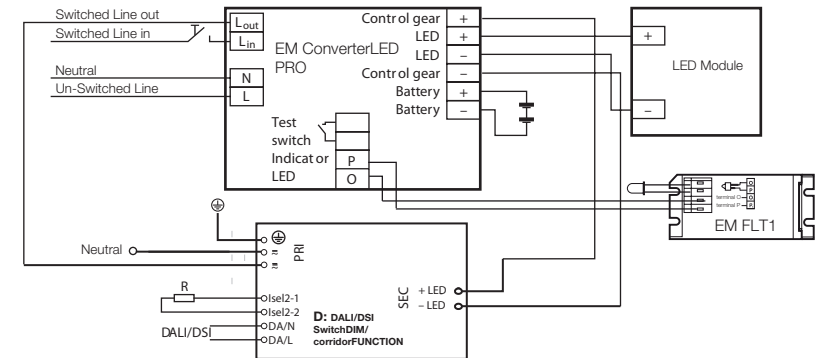 Switched Line out
Switched Line in
Neutral
Un-Switched Line
Lout
Lin
N
L
EM ConverterLED
PRO
Control gear +
LED +
LED –
Control gear –
Battery +
Battery –
Test
switch
Indicator
LED
P
O
+
LED Module
–
O
P
terminal O
O
terminal P
P
EM FLT1
Neutral
PRI
R
Isel2-1
Isel2-2
DALI/DSI
DA/N
DA/L
D: DALI/DSI
SwitchDIM/
corridorFUNCTION
SEC
+ LED
– LED